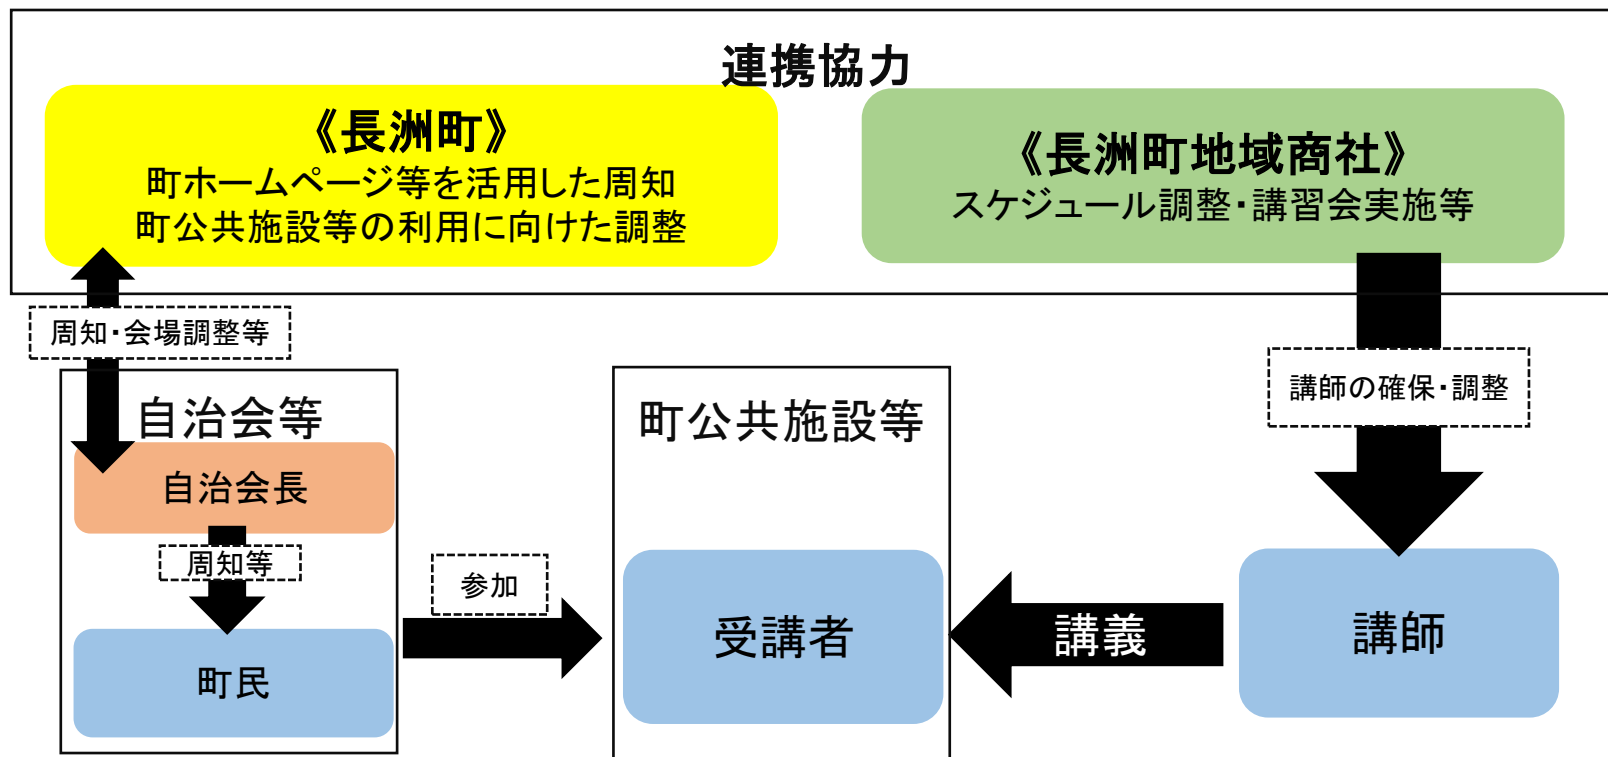 連携協力
《長洲町》
町ホームページ等を活用した周知
町公共施設等の利用に向けた調整
《長洲町地域商社》
スケジュール調整・講習会実施等
周知・会場調整等
講師の確保・調整
自治会等
自治会長
周知等
町民
参加
町公共施設等
受講者
講義
講師